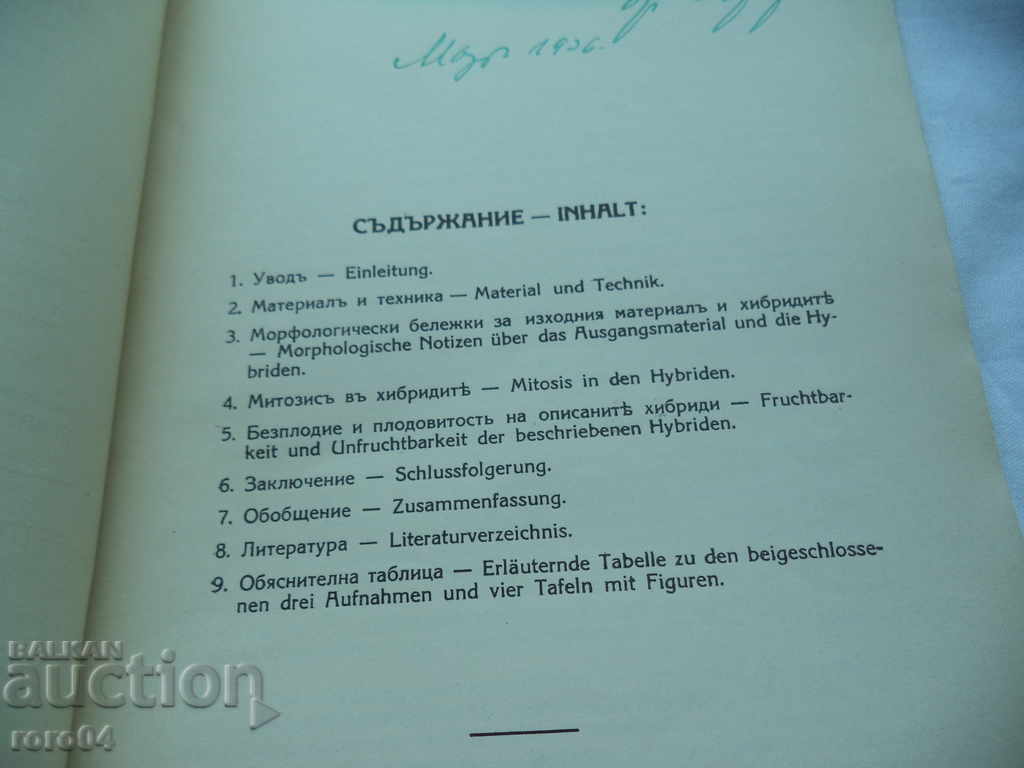 1926.
СЪДЪРЖАНИЕ — INHALT:
1. Уводъ — Einleitung.
2. Материалъ и техника — Material und Technik.
3. Морфологически бележки за изходния материалъ и хибридитѣ
— Morphologische Notizen über das Ausgangsmaterial und die Hy-
briden.
4. Митозисъ въ хибридитѣ — Mitosis in den Hybriden.
5. Безплодие и плодовитость на описанитѣ хибриди — Fruchtbar-
keit und Unfruchtbarkeit der beschriebenen Hybriden.
6. Заключение — Schlussfolgerung.
7. Обобщение — Zusammenfassung.
8. Литература — Literaturverzeichnis.
9. Обяснителна таблица — Erläuternde Tabelle zu den beigeschlosse-
nen drei Aufnahmen und vier Tafeln mit Figuren.
BALKAN
auction
roro04